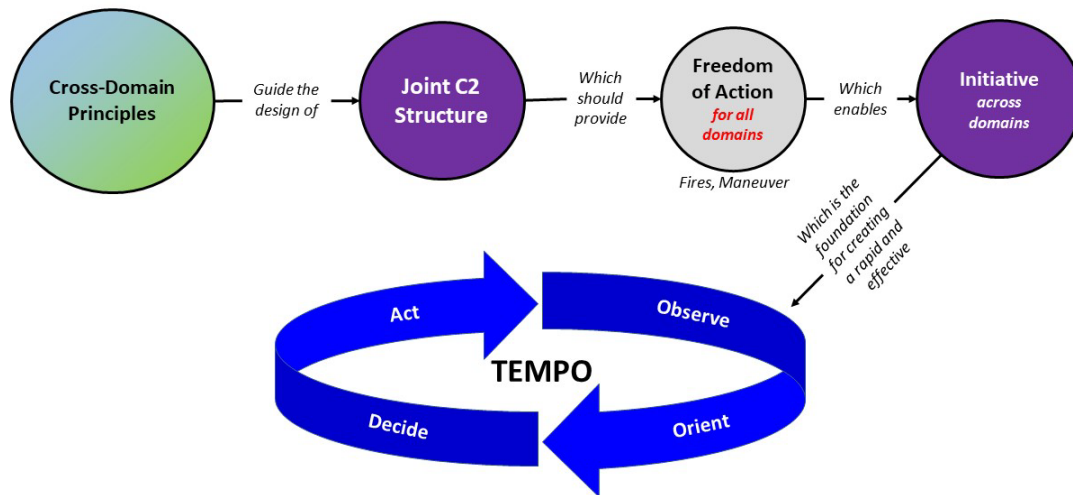 Cross-Domain
Principles
Guide the
design of
Joint C2
Structure
Which
should
provide
Freedom
of Action
for all
domains
Fires, Maneuver
Which
enables
Initiative
across
domains
Which is the
foundation
for creating
a rapid and
effective
Act
Observe
TEMPO
Decide
Orient